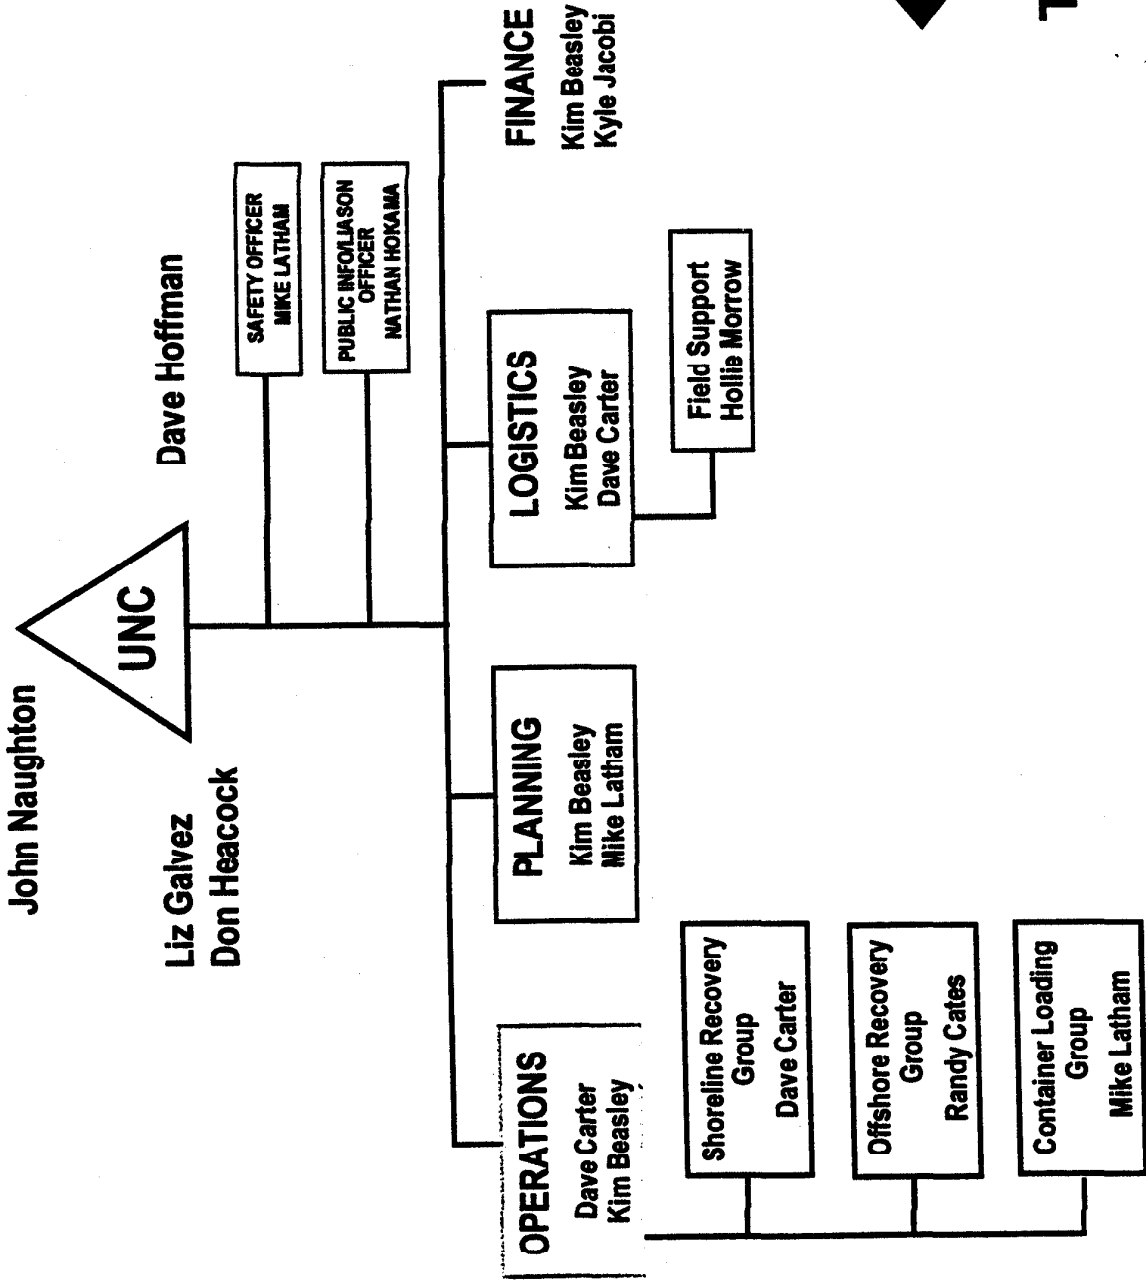 John Naughton
UNC
Liz Galvez
Don Heacock
Dave Hoffman
SAFETY OFFICER
MIKE LATHAM
PUBLIC INFO/LIASON
OFFICER
NATHAN HOKAMA
OPERATIONS
Dave Carter
Kim Beasley
PLANNING
Kim Beasley
Mike Latham
LOGISTICS
Kim Beasley
Dave Carter
FINANCE
Kim Beasley
Kyle Jacobi
Shoreline Recovery
Group
Dave Carter
Offshore Recovery
Group
Randy Cates
Container Loading
Group
Mike Latham
Field Support
Hollie Morrow